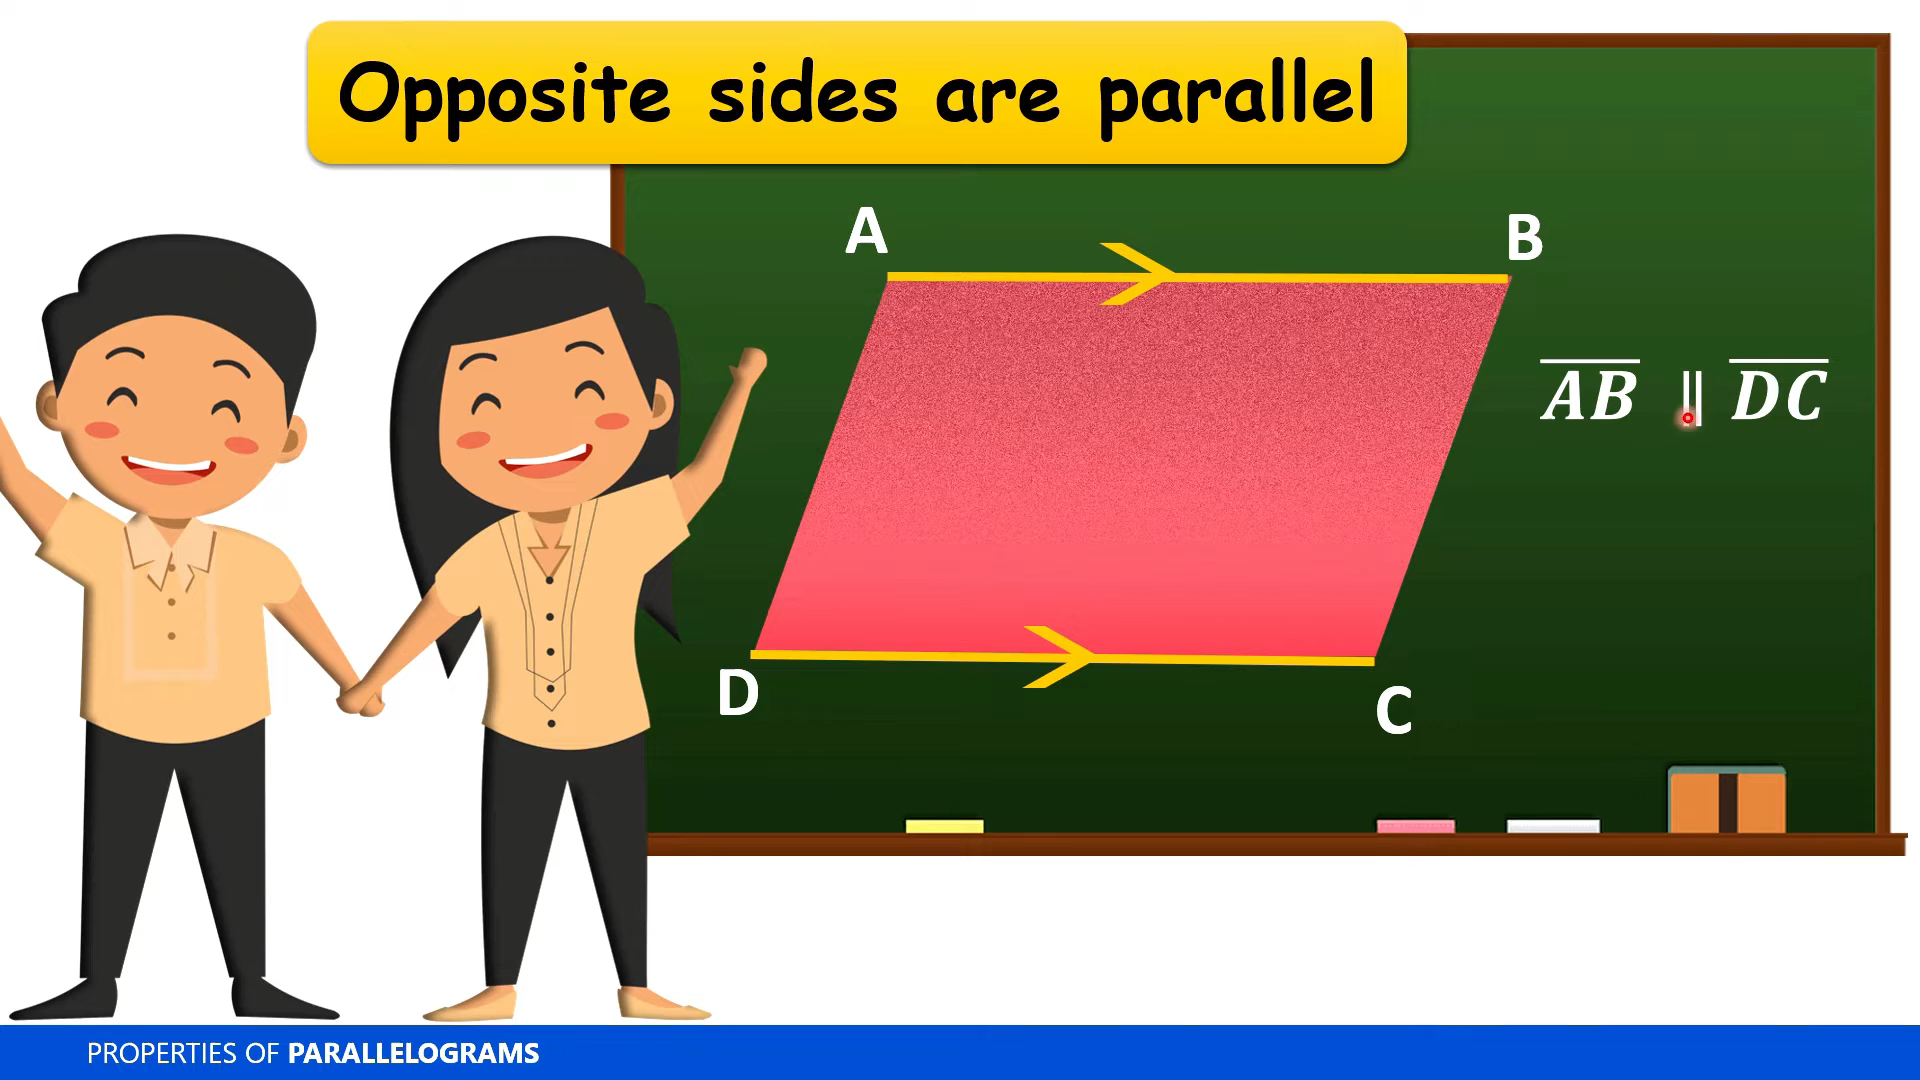 Opposite sides are parallel
A
B
AB ∥ DC
D
C
PROPERTIES OF PARALLELOGRAMS